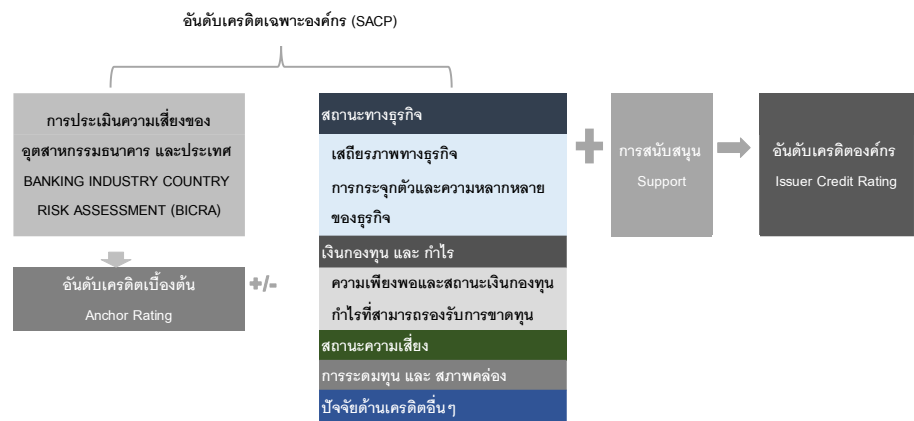 อันดับเครดิตเฉพาะองค์กร (SACP)
การประเมินความเสี่ยงของ
อุตสาหกรรมธนาคาร และประเทศ
BANKING INDUSTRY COUNTRY
RISK ASSESSMENT (BICRA)
อันดับเครดิตเบื้องต้น
Anchor Rating
+/-
สถานะทางธุรกิจ
เสถียรภาพทางธุรกิจ
การกระจุกตัวและความหลากหลาย
ของธุรกิจ
เงินกองทุน และ กำไร
ความเพียงพอและสถานะเงินกองทุน
กำไรที่สามารถรองรับการขาดทุน
สถานะความเสี่ยง
การระดมทุน และ สภาพคล่อง
ปัจจัยด้านเครดิตอื่นๆ
การสนับสนุน
Support
อันดับเครดิตองค์กร
Issuer Credit Rating